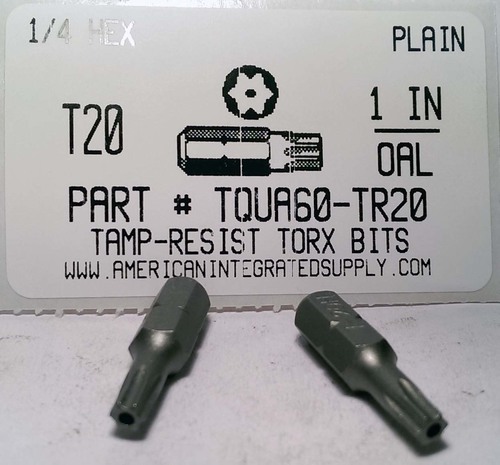 1/4 HEX
PLAIN
T20
1 IN
OAL
PART # TQUA60-TR20
TAMP-RESIST TORX BITS
WWW.AMERICANINTEGRATEDSUPPLY.COM